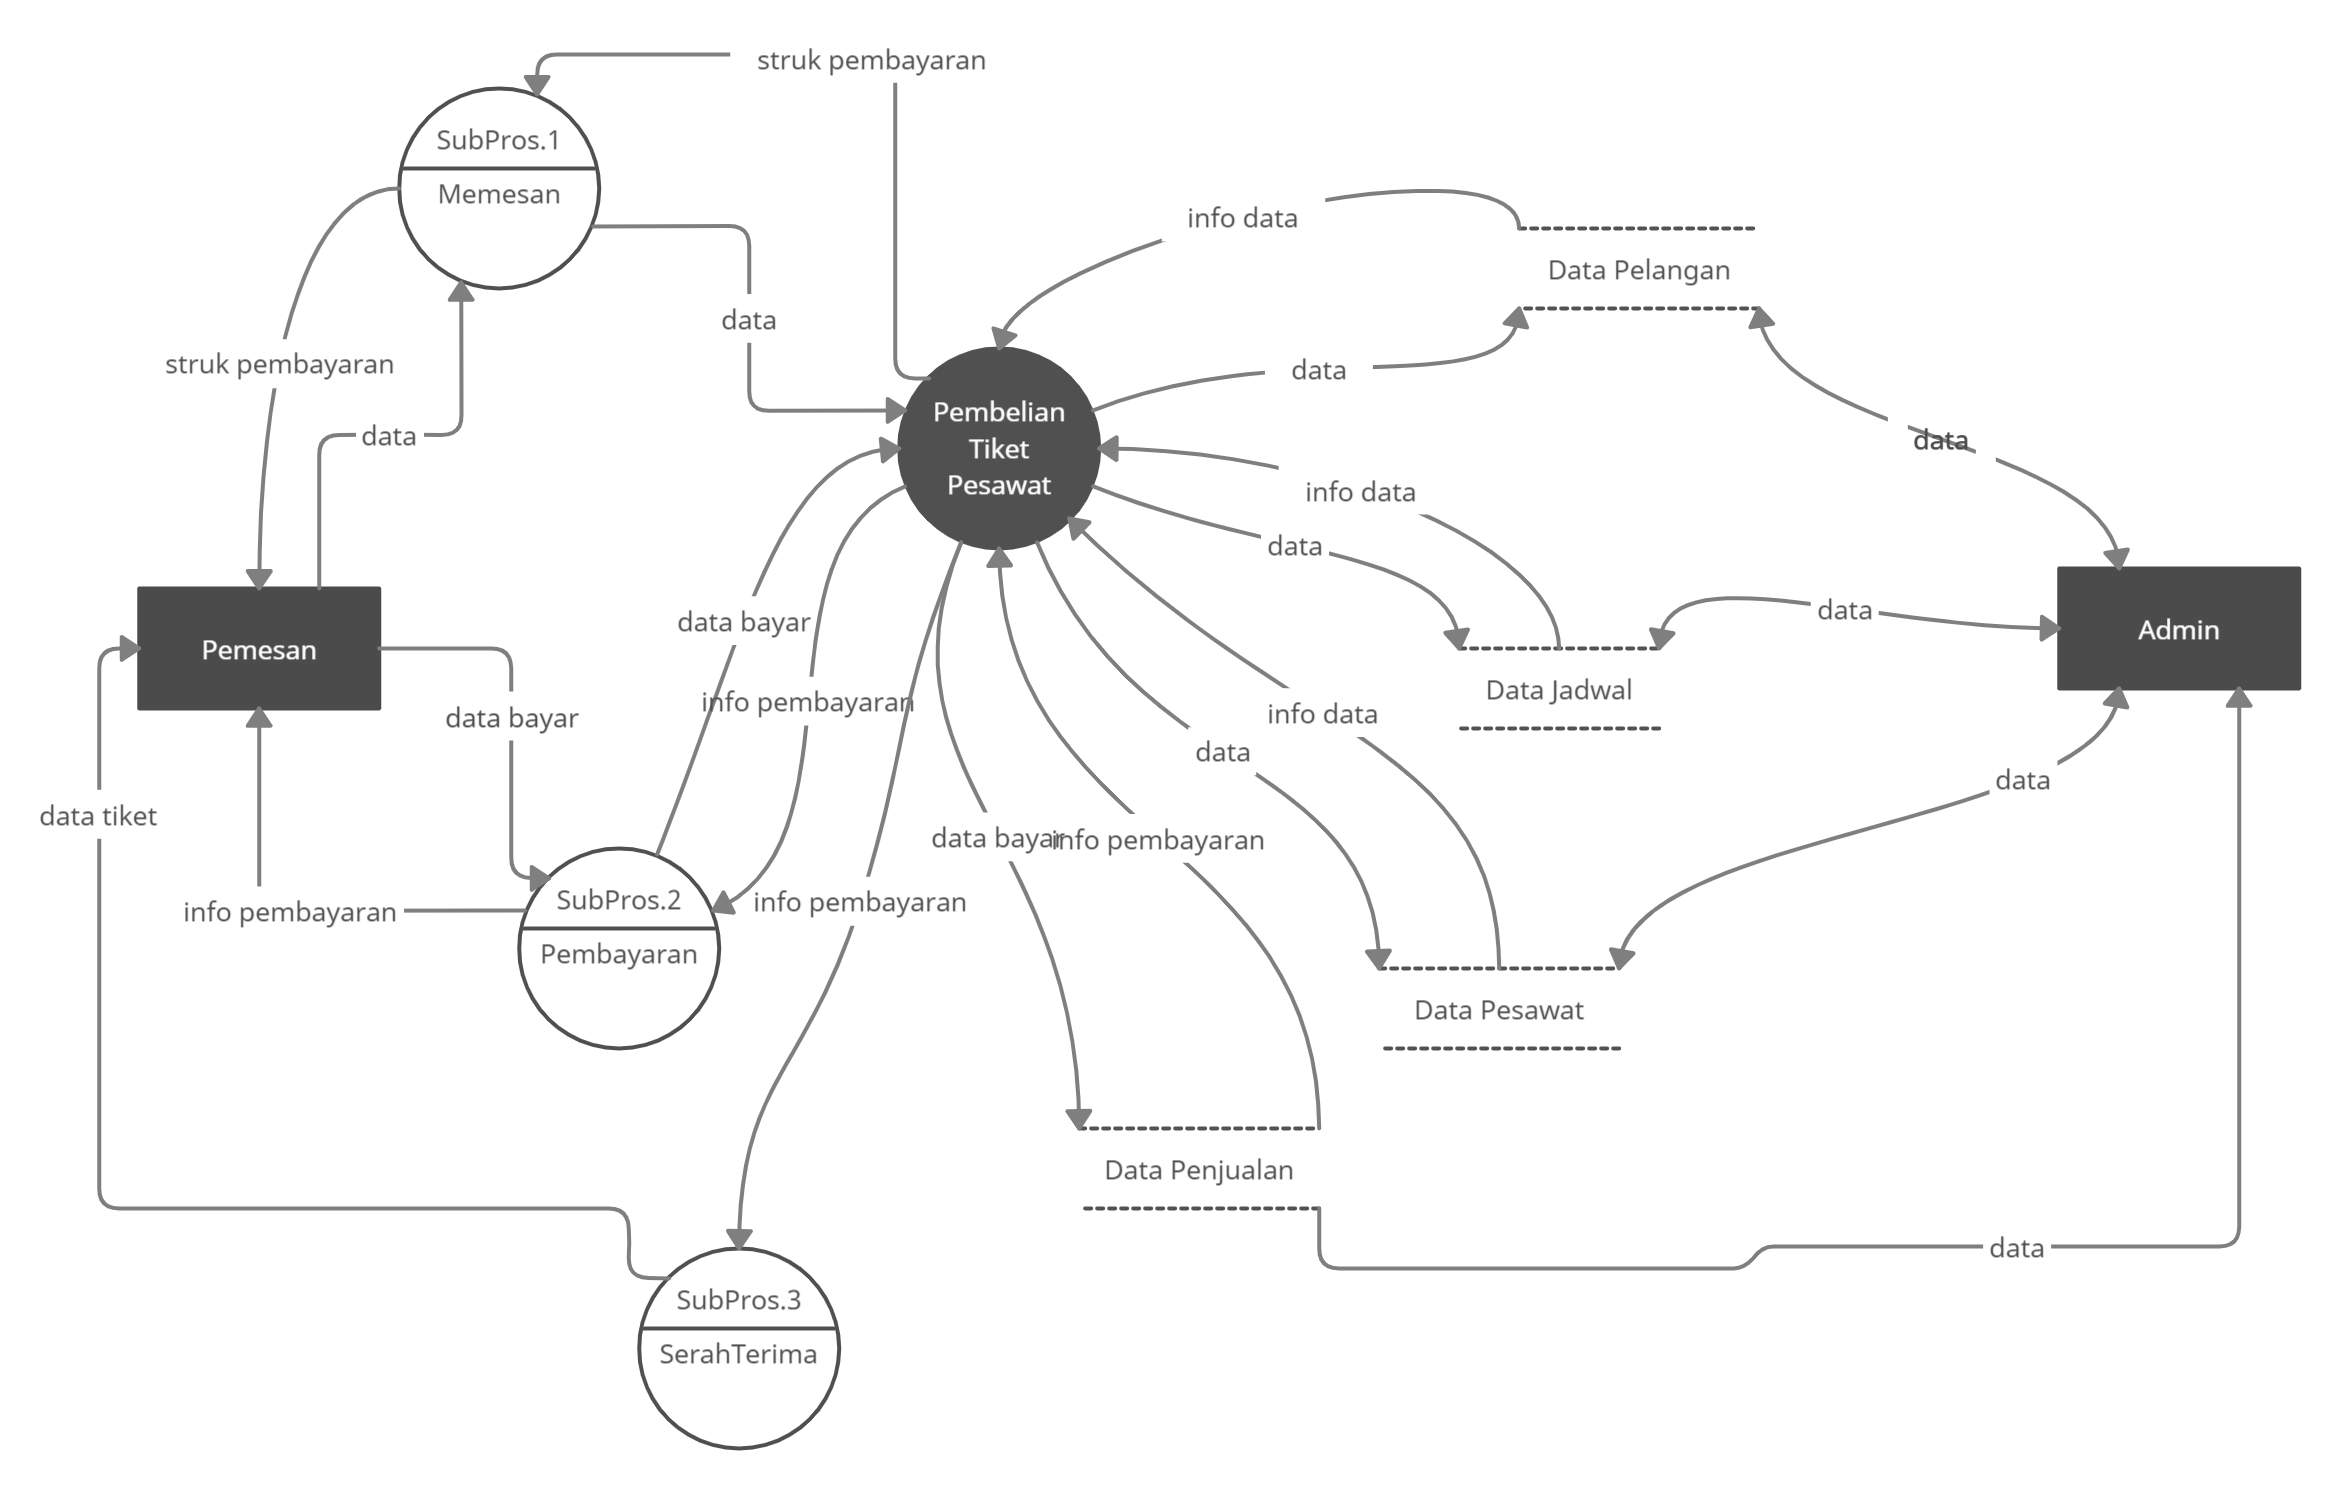 struk pembayaran
SubPros.1
Memesan
info data
Data Pelangan
data
struk pembayaran
data
data
Pembelian
Tiket
Pesawat
data
info data
data
data bayar
Pemesan
data
Admin
info pembayaran
data bayar
Data Jadwal
info data
data
data
data tiket
data bayar
info pembayaran
SubPros.2
Pembayaran
info pembayaran
info pembayaran
Data Pesawat
Data Penjualan
data
SubPros.3
SerahTerima